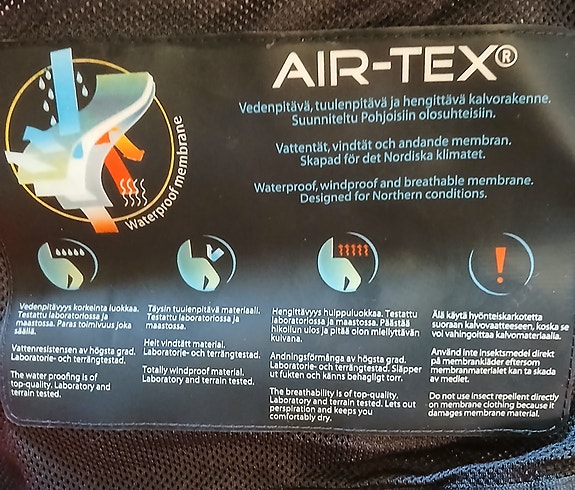 AIR-TEX®
Vedenpitävä, tuulenpitävä ja hengittävä kalvorakenne.
Suunniteltu Pohjoisiin olosuhteisiin.
Vattentät, vindtät och andande membran.
Skapad för det Nordiska klimatet.
Waterproof, windproof and breathable membrane.
Designed for Northern conditions.
Waterproof membrane
Vedenpitävyys korkeinta luokkaa.
Testattu laboratoriossa ja
maastossa. Paras toimivuus joka
säällä.
Vattenresistensen av högsta grad.
Laboratorie- och terrängtestad.
The water proofing is of
top-quality. Laboratory and
terrain tested.
Täysin tuulenpitävä materiaali.
Testattu laboratoriossa ja
maastossa.
Helt vindtätt material.
Laboratorie- och terrängtestad.
Totally windproof material.
Laboratory and terrain tested.
Hengittävyys huippuluokkaa. Testattu
laboratoriossa ja maastossa. Päästää
hikoilun ulos ja pitää olon miellyttävän
kuivana.
Andningsförmånga av högsta grad.
Laboratorie- och terrängtestad. Släpper
ut fukten och känns behagligt torr.
The breathability is of top-quality.
Laboratory and terrain tested. Lets out
perspiration and keeps you
comfortably dry.
!
Älä käytä hyönteiskarkotetta
suoraan kalvovaatteeseen, koska se
voi vahingoittaa kalvomateriaalia.
Använd inte insektsmedel direkt
på membrankläder eftersom
membranmaterialet kan ta skada
av medlet.
Do not use insect repellent directly
on membrane clothing because it
damages membrane material.